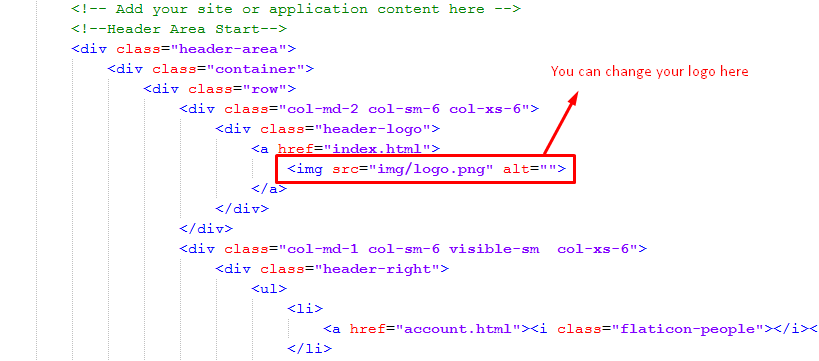 <!-- Add your site or application content here -->
<!--Header Area Start-->
<div class="header-area">
<div class="container">
You can change your logo here
<div class="row">
<div class="col-md-2 col-sm-6 col-xs-6">
<div class="header-logo">
<a href="index.html">
<img src="img/logo.png" alt="">
</a>
</div>
</div>
<div class="col-md-1 col-sm-6 visible-sm  col-xs-6">
<div class="header-right">
<ul>
<li>
<a href="account.html"><i class="flaticon-people"></i><
</li>